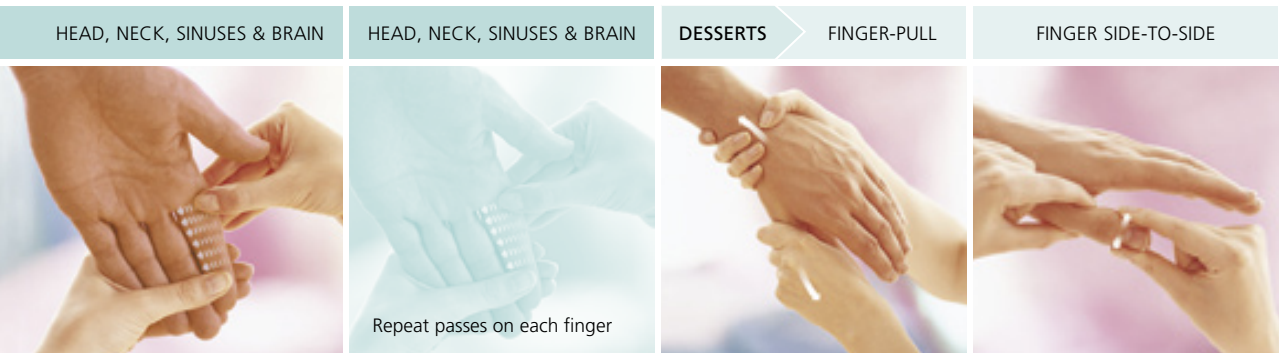 HEAD, NECK, SINUSES & BRAIN
HEAD, NECK, SINUSES & BRAIN
DESSERTS
FINGER-PULL
FINGER SIDE-TO-SIDE
Repeat passes on each finger